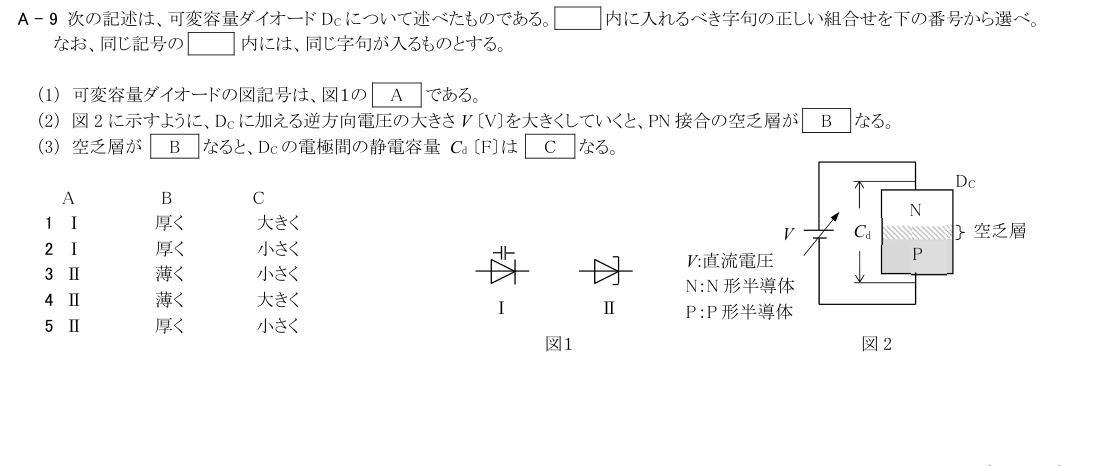 A－9 次の記述は、可変容量ダイオード DCについて述べたものである。 内に入れるべき字句の正しい組合せを下の番号から選べ。
なお、同じ記号の 内には、同じ字句が入るものとする。
(1) 可変容量ダイオードの図記号は、図1の A である。
(2) 図 2 に示すように、DCに加える逆方向電圧の大きさ V〔V〕を大きくしていくと、PN 接合の空乏層が B なる。
(3) 空乏層が B なると、DCの電極間の静電容量 Cd〔F〕は C なる。
A B C
1 Ⅰ 厚く 大きく
2 Ⅰ 厚く 小さく
3 Ⅱ 薄く 小さく
4 Ⅱ 薄く 大きく
5 Ⅱ 厚く 小さく
Ⅰ Ⅱ
図1
V:直流電圧
N:N 形半導体
P:P 形半導体
DC
N
V Cd 空乏層
P
図 2